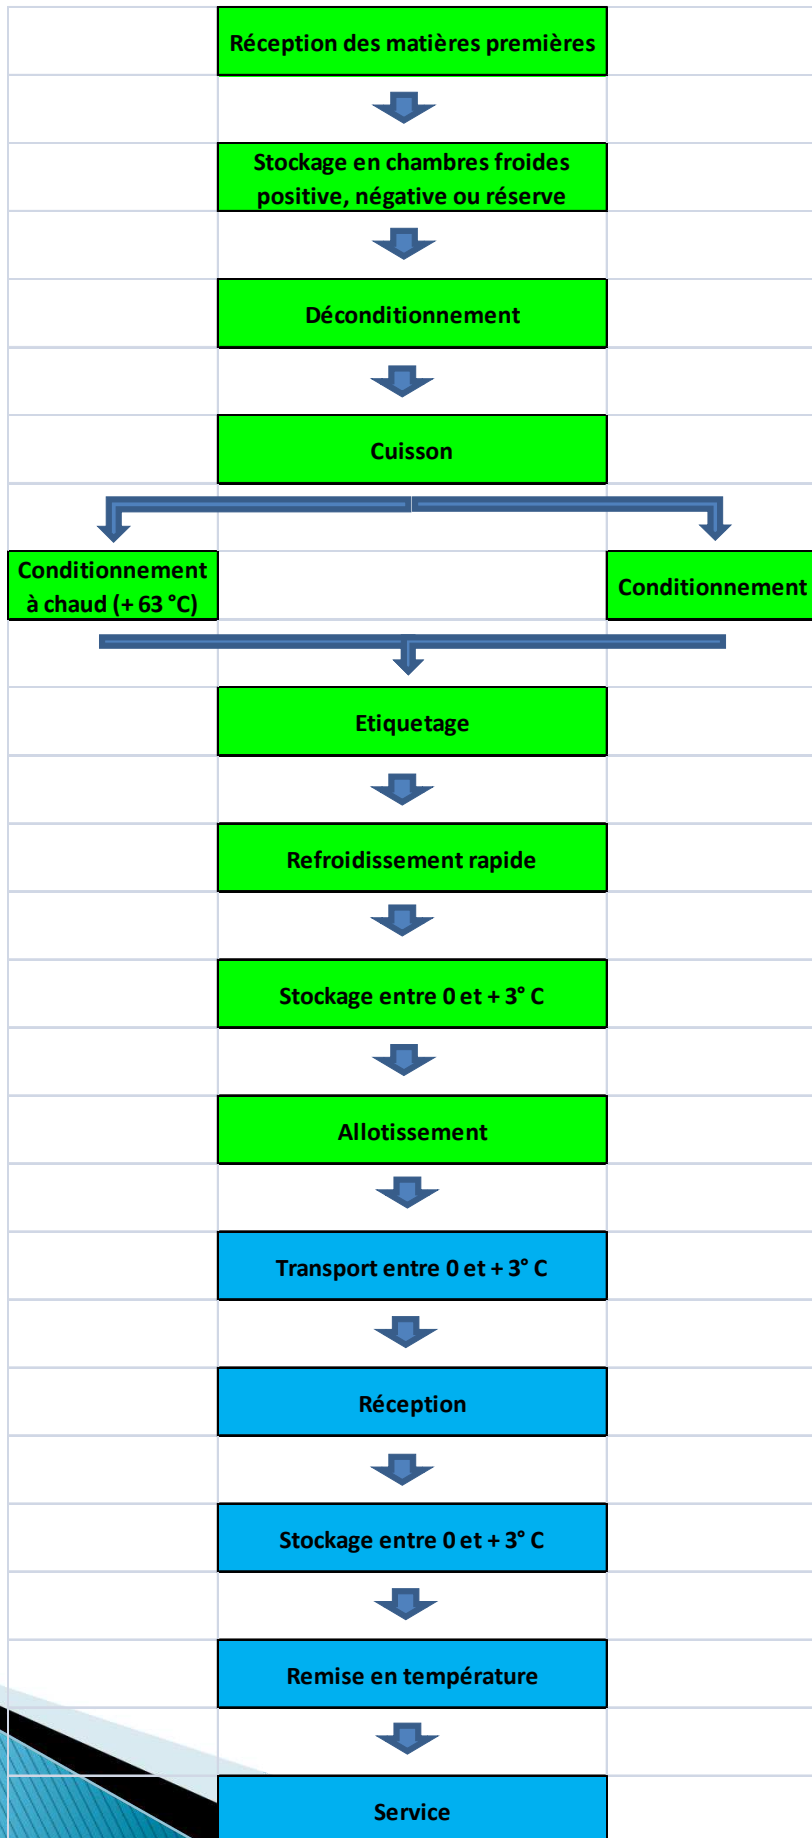 Réception des matières premières
Stockage en chambres froides
positive, négative ou réserve
Déconditionnement
Cuisson
Conditionnement
à chaud (+ 63 °C)
Conditionnement
Etiquetage
Refroidissement rapide
Stockage entre 0 et + 3° C
Allotissement
Transport entre 0 et + 3° C
Réception
Stockage entre 0 et + 3° C
Remise en température
Service